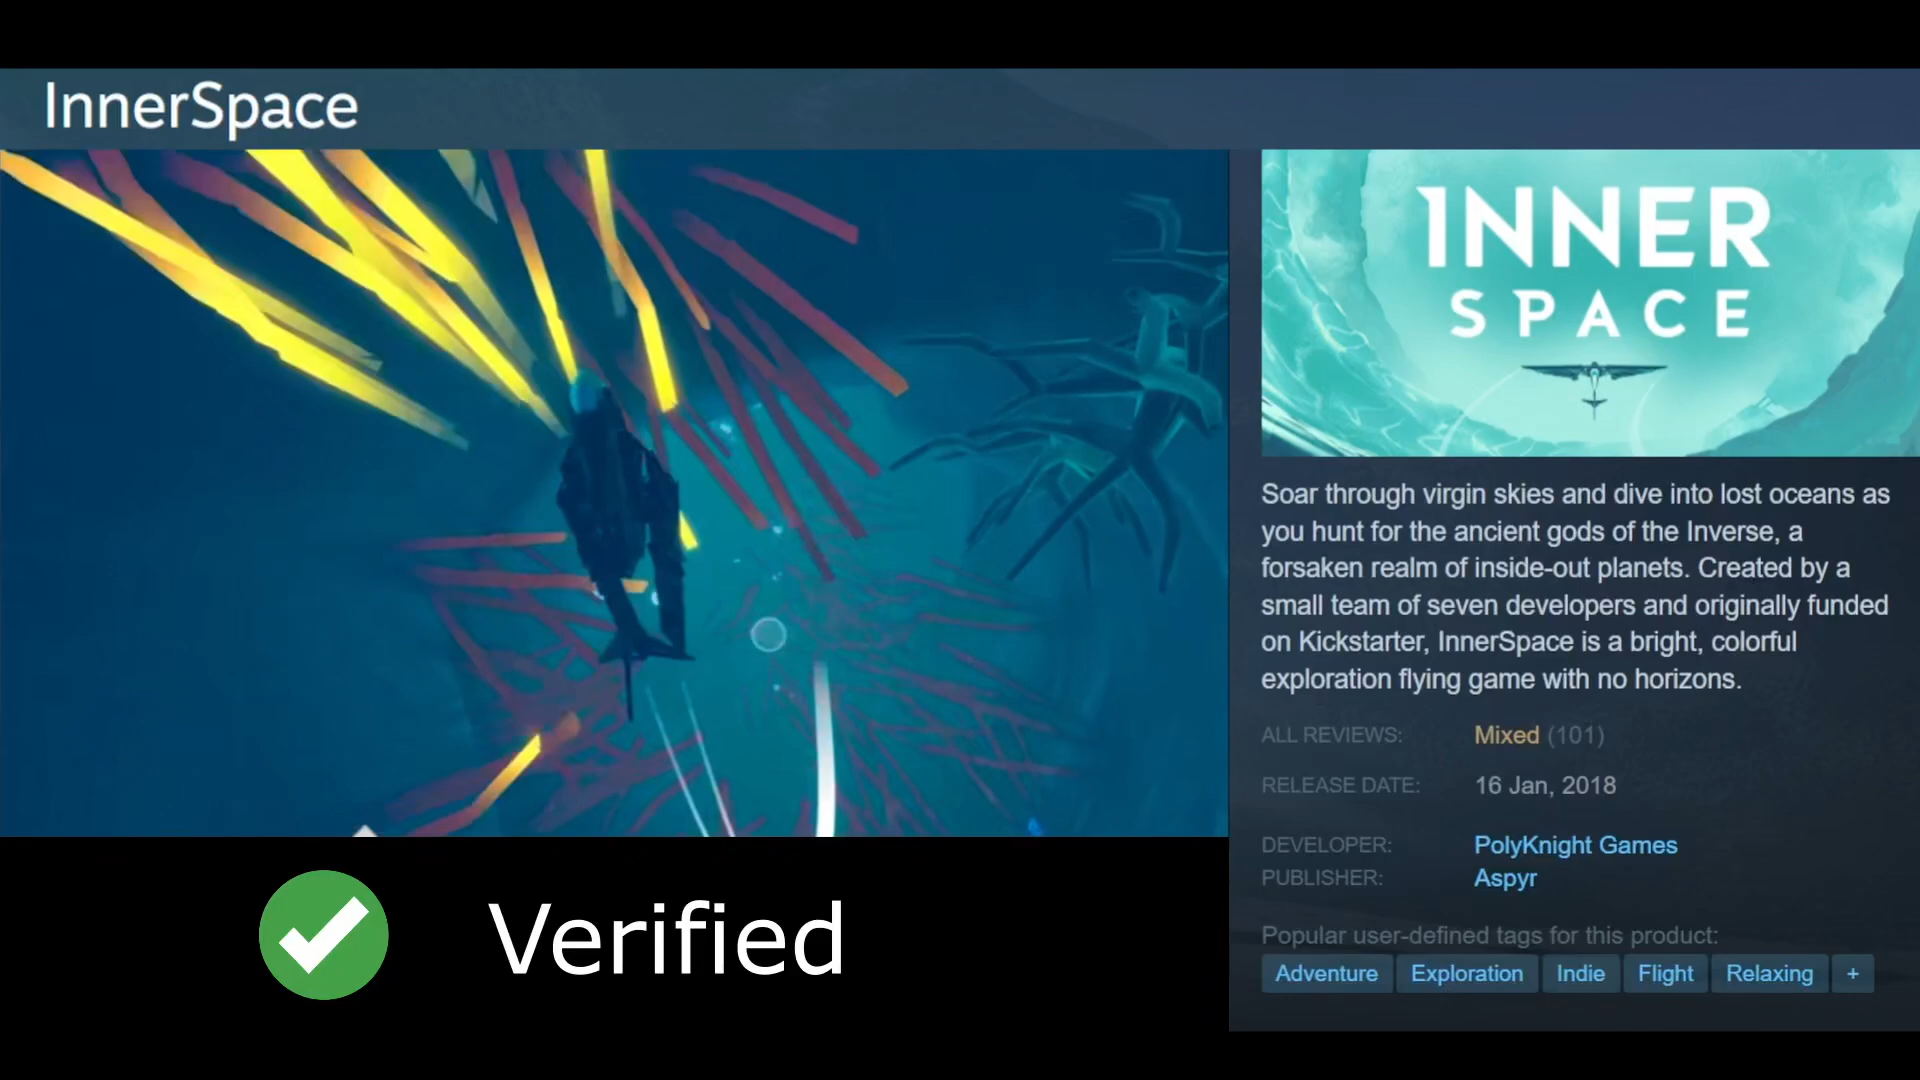 InnerSpace
INNER
SPACE
Soar through virgin skies and dive into lost oceans as
you hunt for the ancient gods of the Inverse, a
forsaken realm of inside-out planets. Created by a
small team of seven developers and originally funded
on Kickstarter, InnerSpace is a bright, colorful
exploration flying game with no horizons.
ALL REVIEWS: Mixed (101)
RELEASE DATE: 16 Jan, 2018
DEVELOPER: PolyKnight Games
PUBLISHER: Aspyr
Popular user-defined tags for this product:
Adventure Exploration Indie Flight Relaxing +
Verified